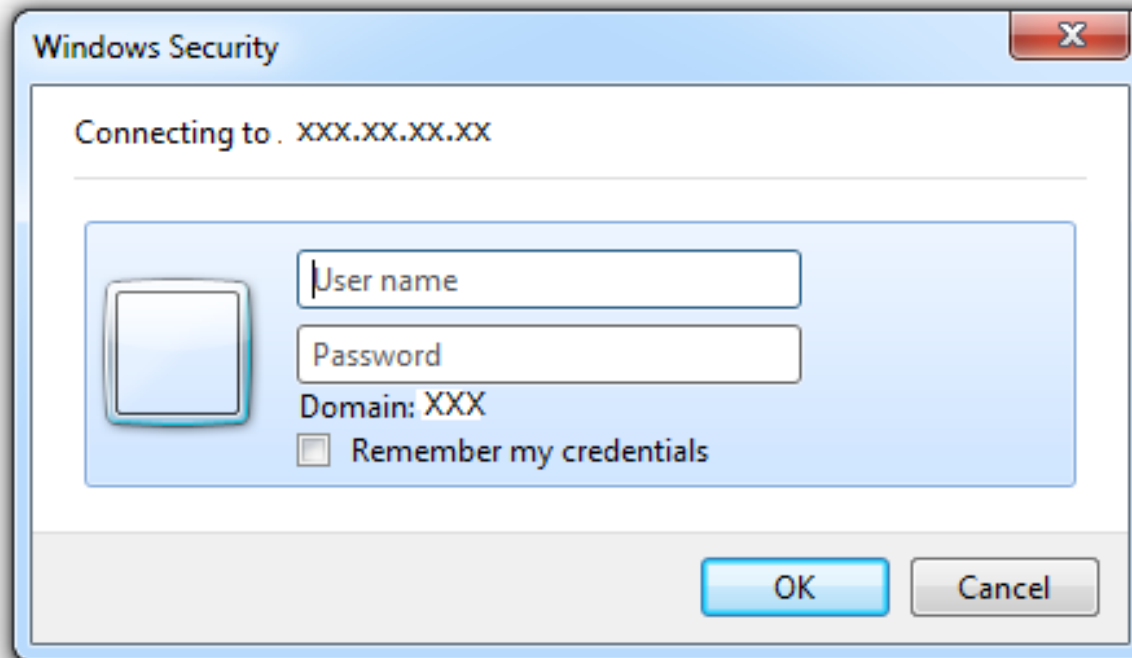 Windows Security
Connecting to . XXX.XX.XX.XX
User name
Password
Domain: XXX
Remember my credentials
OK
Cancel